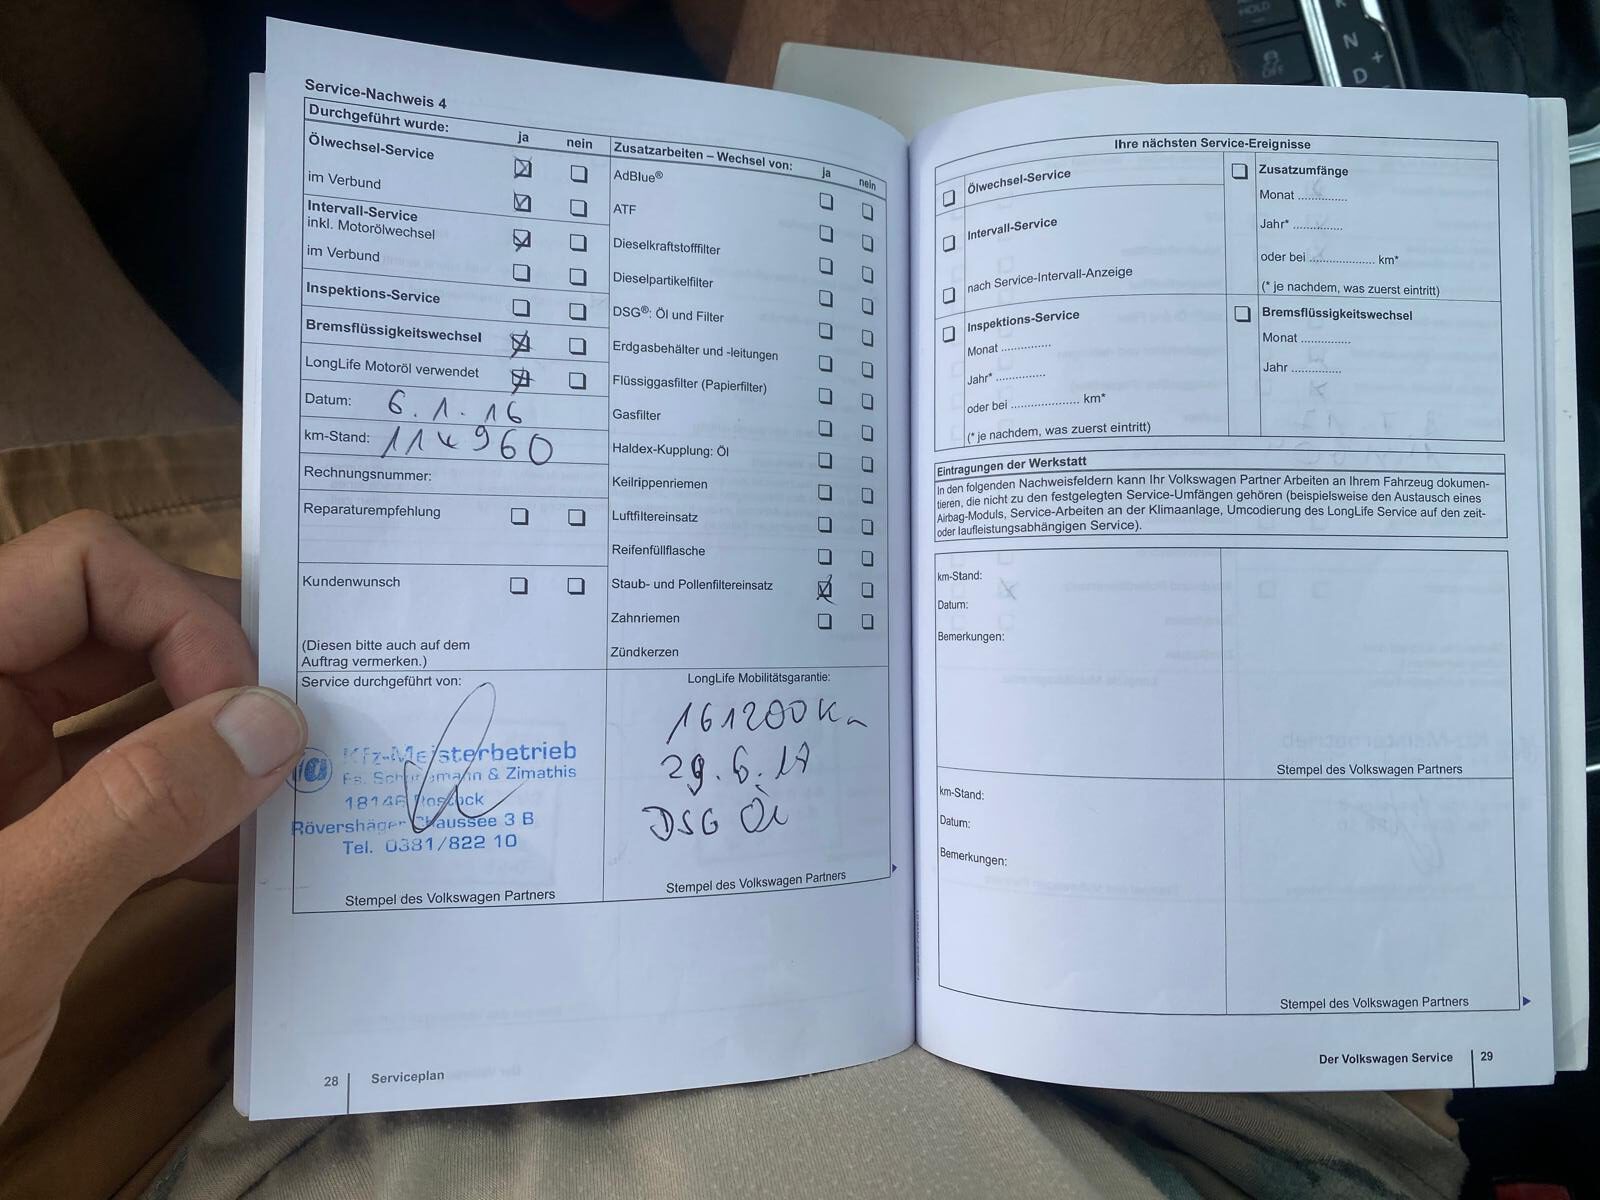 Service-Nachweis 4
Durchgeführt wurde:
ja
nein
Ölwechsel-Service
im Verbund
Intervall-Service
inkl. Motorölwechsel
im Verbund
Inspektions-Service
Bremsflüssigkeitswechsel
LongLife Motoröl verwendet
Datum: 6.1.16
km-Stand: 114960
Rechnungsnummer:
Reparaturempfehlung
Kundenwunsch
(Diesen bitte auch auf dem
Auftrag vermerken.)
Service durchgeführt von:
Kfz-Meisterbetrieb
& Zimathis
Rostock
Rövershäger Chaussee 3 B
Tel. 0381/822 10
Stempel des Volkswagen Partners
Zusatzarbeiten – Wechsel von:
ja
nein
AdBlue®
ATF
Dieselkraftstofffilter
Dieselpartikelfilter
DSG®: Öl und Filter
Erdgasbehälter und -leitungen
Flüssiggasfilter (Papierfilter)
Gasfilter
Haldex-Kupplung: Öl
Keilrippenriemen
Luftfiltereinsatz
Reifenfüllflasche
Staub- und Pollenfiltereinsatz
Zahnriemen
Zündkerzen
LongLife Mobilitätsgarantie:
161200 Km
29.6.17
DSG Öl
Stempel des Volkswagen Partners
28
Serviceplan
Ihre nächsten Service-Ereignisse
Ölwechsel-Service
Intervall-Service
nach Service-Intervall-Anzeige
Inspektions-Service
Monat ...............
Jahr* ...............
oder bei .................... km*
(* je nachdem, was zuerst eintritt)
Zusatzumfänge
Monat ...............
Jahr* ...............
oder bei .................... km*
(* je nachdem, was zuerst eintritt)
Bremsflüssigkeitswechsel
Monat ...............
Jahr ...............
Eintragungen der Werkstatt
In den folgenden Nachweisfeldern kann Ihr Volkswagen Partner Arbeiten an Ihrem Fahrzeug dokumen-
tieren, die nicht zu den festgelegten Service-Umfängen gehören (beispielsweise den Austausch eines
Airbag-Moduls, Service-Arbeiten an der Klimaanlage, Umcodierung des LongLife Service auf den zeit-
oder laufleistungsabhängigen Service).
km-Stand:
Datum:
Bemerkungen:
Stempel des Volkswagen Partners
km-Stand:
Datum:
Bemerkungen:
Stempel des Volkswagen Partners
Der Volkswagen Service
29
HOLD
OFF
N
D
+